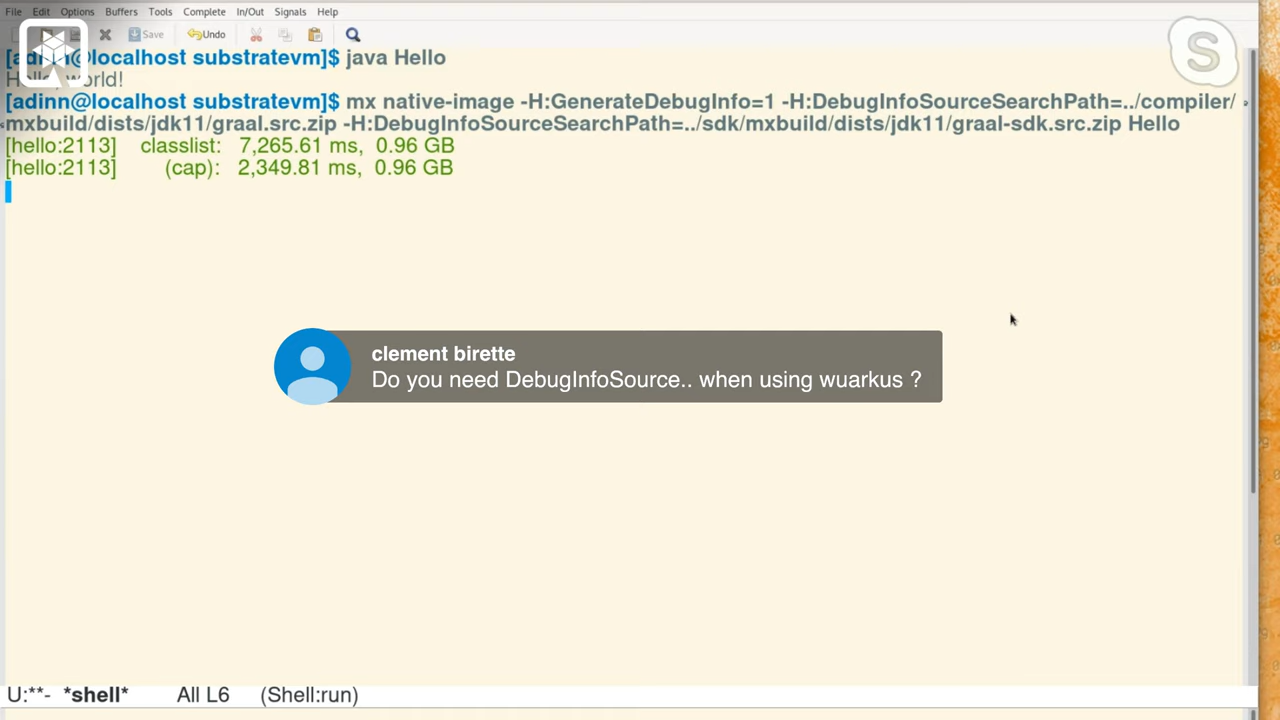 File Edit Options Buffers Tools Complete In/Out Signals Help
Save Undo
[adinn@localhost substratevm]$ java Hello
Hello, world!
[adinn@localhost substratevm]$ mx native-image -H:GenerateDebugInfo=1 -H:DebugInfoSourceSearchPath=../compiler/
mxbuild/dists/jdk11/graal.src.zip -H:DebugInfoSourceSearchPath=../sdk/mxbuild/dists/jdk11/graal-sdk.src.zip Hello
[hello:2113] classlist: 7,265.61 ms, 0.96 GB
[hello:2113] (cap): 2,349.81 ms, 0.96 GB
clement birette
Do you need DebugInfoSource.. when using wuarkus ?
U:**- *shell* All L6 (Shell:run)